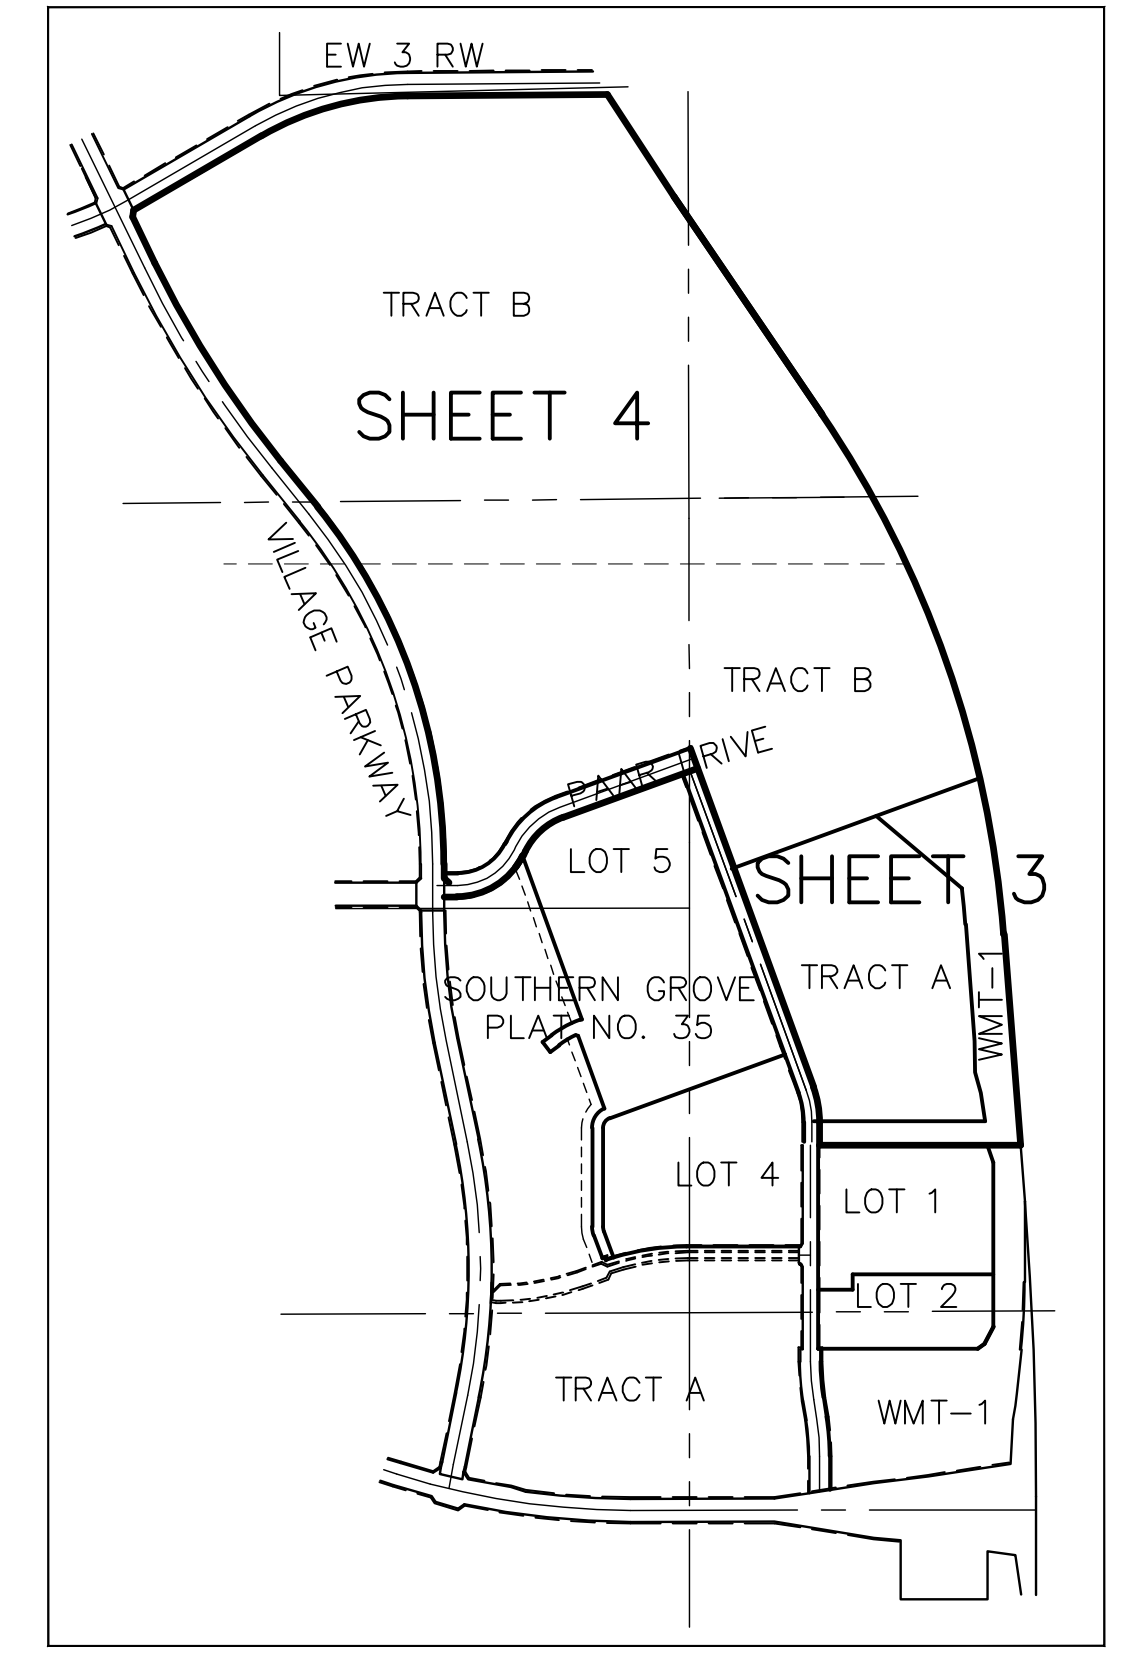 EW 3 RW
TRACT B
SHEET 4
VILLAGE PARKWAY
TRACT B
PAAR DRIVE
LOT 5
SHEET 3
TRACT A
WMT-1
SOUTHERN GROVE
PLAT NO. 35
LOT 4
LOT 1
LOT 2
TRACT A
WMT-1